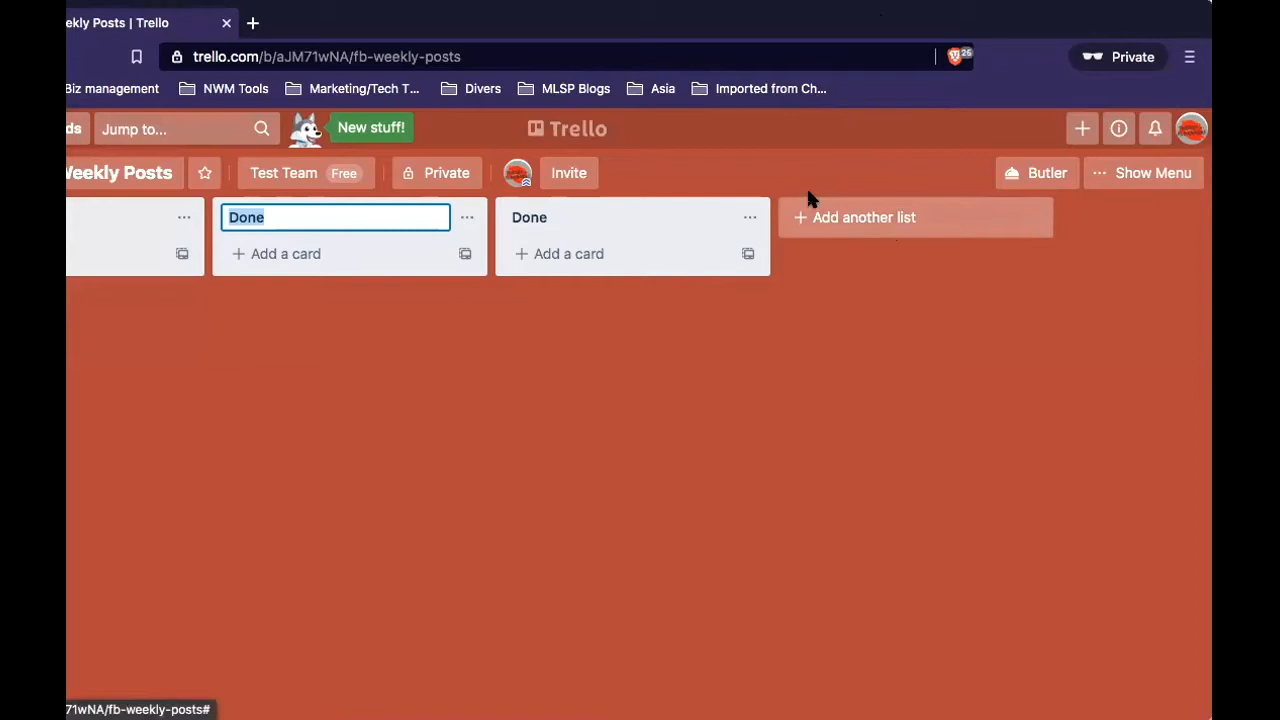 ekly Posts | Trello
trello.com/b/aJM71wNA/fb-weekly-posts
26
Private
Biz management
NWM Tools
Marketing/Tech T...
Divers
MLSP Blogs
Asia
Imported from Ch...
ds
Jump to...
New stuff!
Trello
Weekly Posts
Test Team
Free
Private
Invite
Butler
Show Menu
Done
Done
Add another list
Add a card
Add a card
71wNA/fb-weekly-posts#